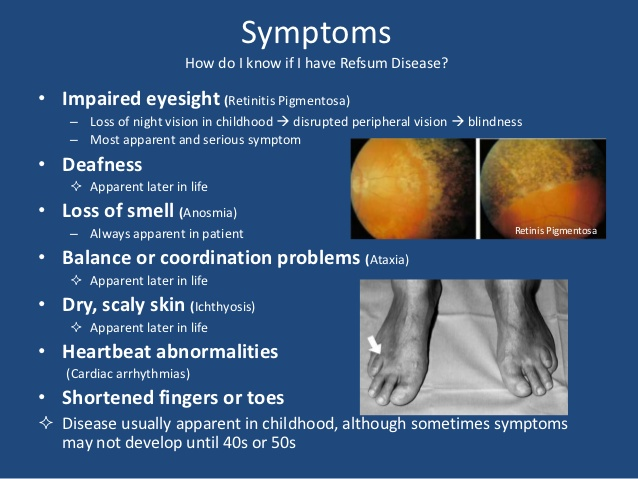 Symptoms
How do I know if I have Refsum Disease?
• Impaired eyesight (Retinitis Pigmentosa)
– Loss of night vision in childhood → disrupted peripheral vision → blindness
– Most apparent and serious symptom
• Deafness
✧ Apparent later in life
• Loss of smell (Anosmia)
– Always apparent in patient
Retinis Pigmentosa
• Balance or coordination problems (Ataxia)
✧ Apparent later in life
• Dry, scaly skin (Ichthyosis)
✧ Apparent later in life
• Heartbeat abnormalities
(Cardiac arrhythmias)
• Shortened fingers or toes
✧ Disease usually apparent in childhood, although sometimes symptoms
may not develop until 40s or 50s